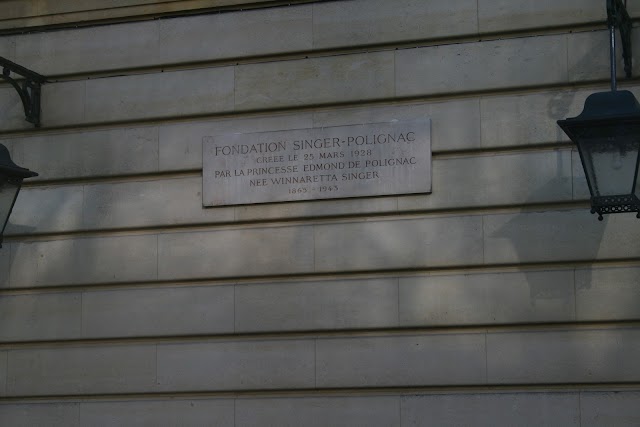 FONDATION SINGER-POLIGNAC
CRÉÉE LE 25 MARS 1928
PAR LA PRINCESSE EDMOND DE POLIGNAC
NÉE WINNARETTA SINGER
1865 - 1943